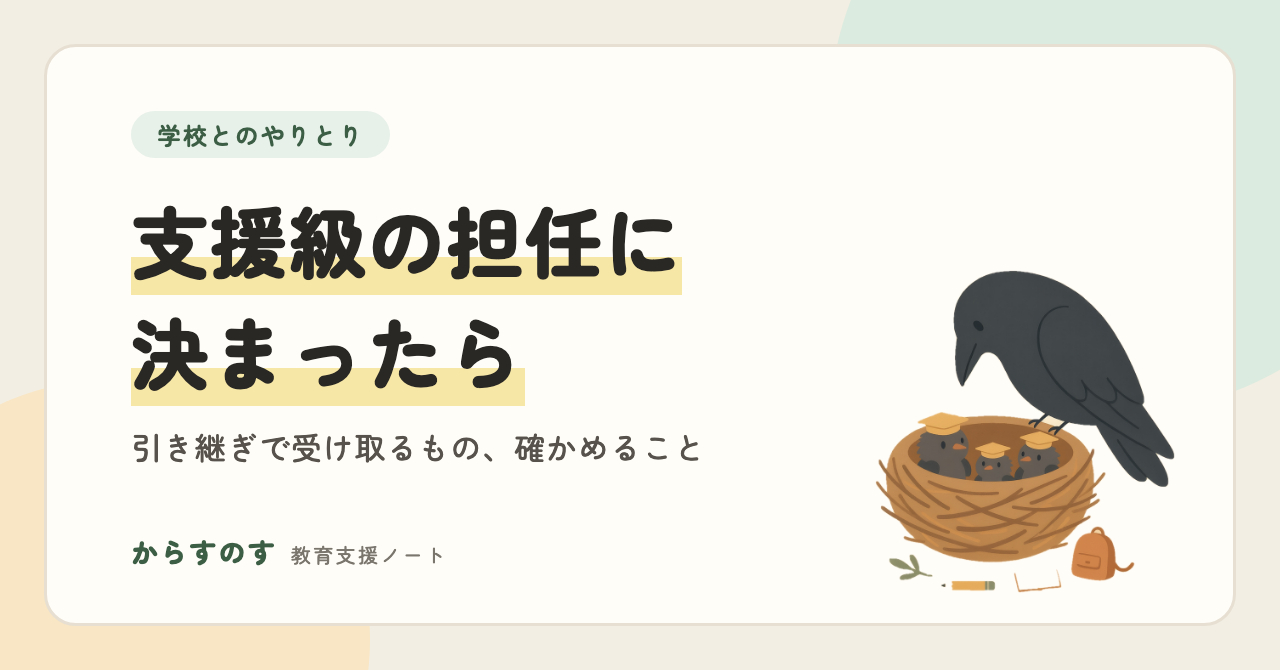 学校とのやりとり
支援級の担任に
決まったら
引き継ぎで受け取るもの、確かめること
からすのす 教育支援ノート